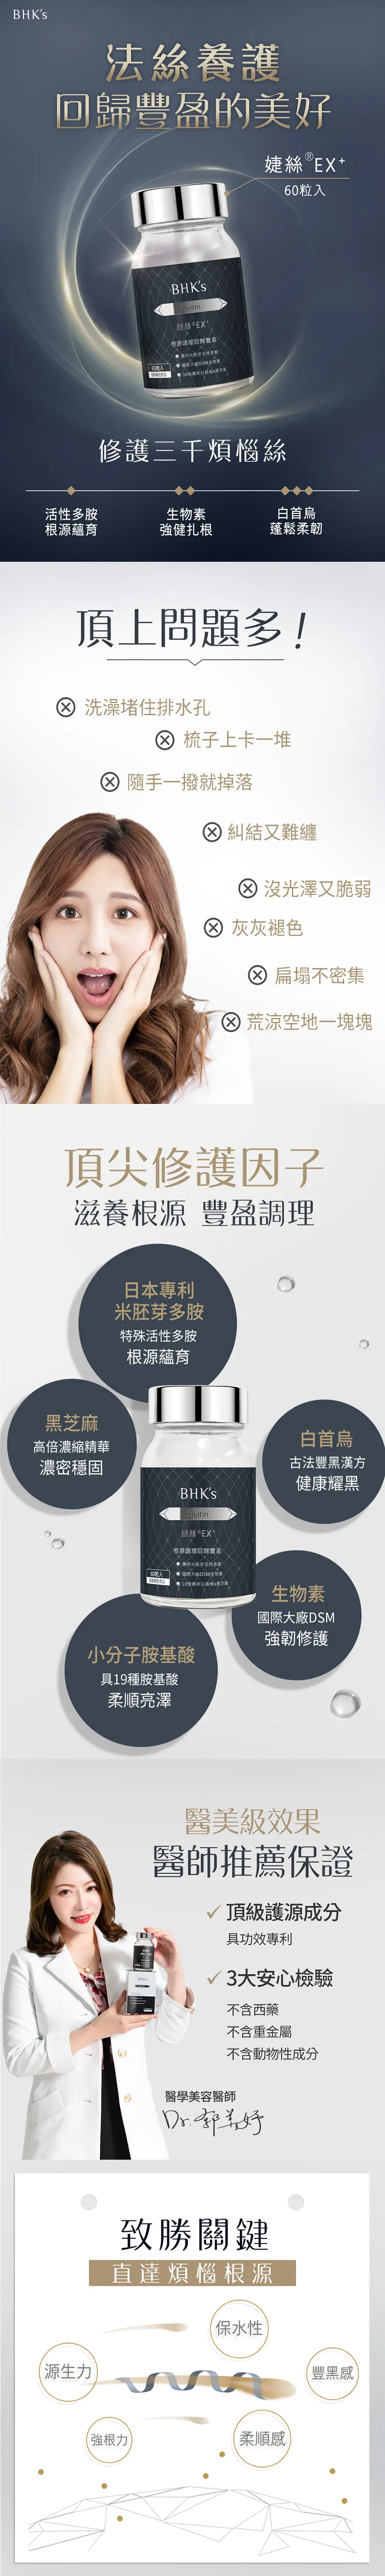 BHK's
法絲養護
回歸豐盈的美好
婕絲®EX+
60粒入
BHK's
Biotin
婕絲®EX+
修護三千煩惱絲
活性多胺
根源蘊育
生物素
強健扎根
白首烏
蓬鬆柔韌
頂上問題多!
洗澡堵住排水孔
梳子上卡一堆
隨手一撥就掉落
糾結又難纏
沒光澤又脆弱
灰灰褪色
扁塌不密集
荒涼空地一塊塊
頂尖修護因子
滋養根源 豐盈調理
日本專利
米胚芽多胺
特殊活性多胺
根源蘊育
黑芝麻
高倍濃縮精華
濃密穩固
白首烏
古法豐黑漢方
健康耀黑
BHK's
Biotin
婕絲®EX+
生物素
國際大廠DSM
強韌修護
小分子胺基酸
具19種胺基酸
柔順亮澤
醫美級效果
醫師推薦保證
頂級護源成分
具功效專利
3大安心檢驗
不含西藥
不含重金屬
不含動物性成分
醫學美容醫師
Dr. 郭美妤
致勝關鍵
直達煩惱根源
保水性
源生力
豐黑感
強根力
柔順感